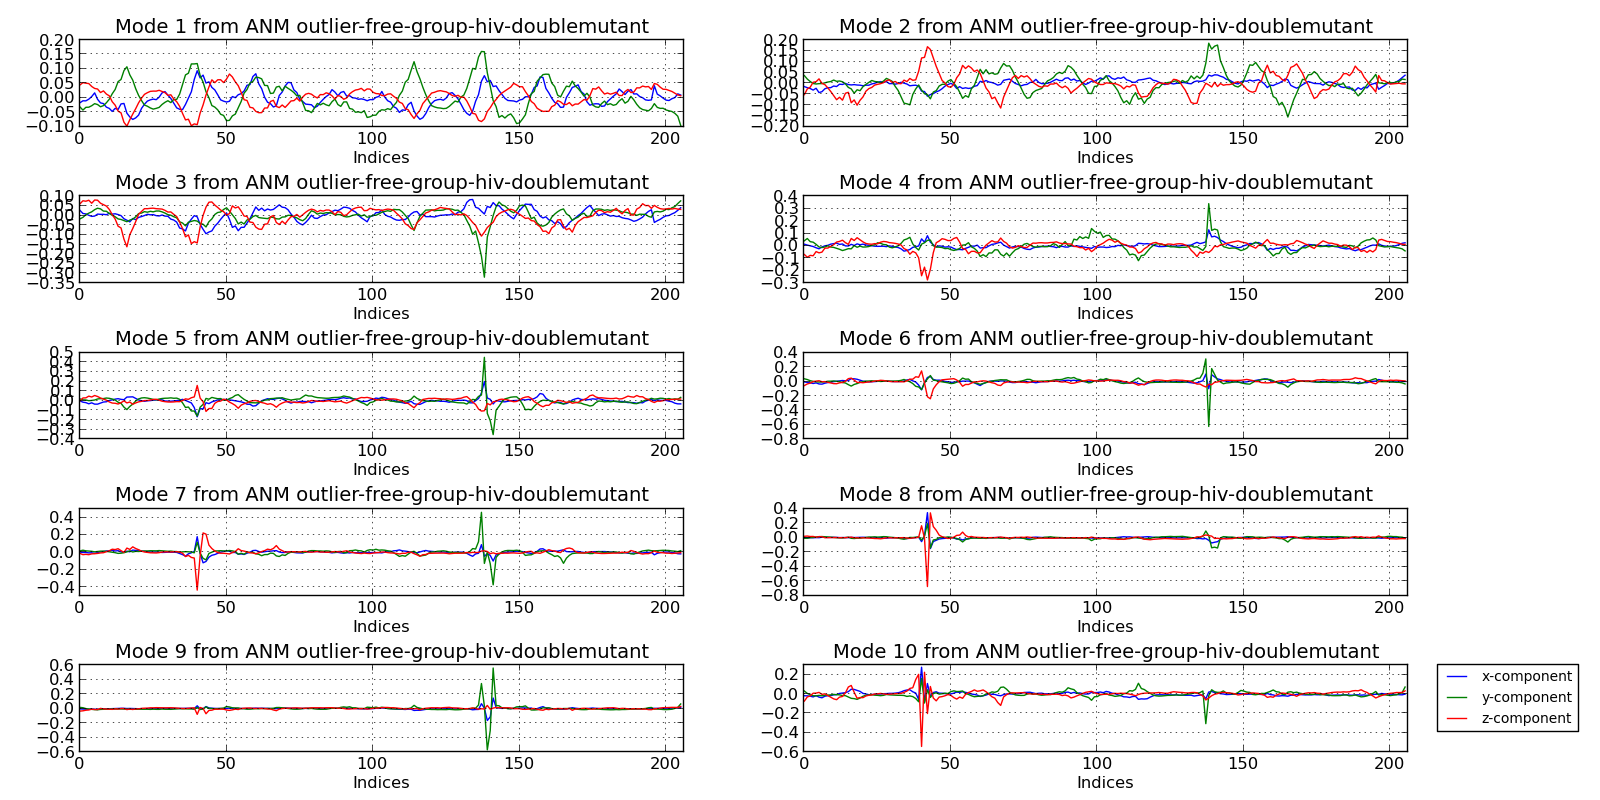 Mode 1 from ANM outlier-free-group-hiv-doublemutant
0.20
0.15
0.10
0.05
0.00
−0.05
−0.10
0 50 100 150 200
Indices
Mode 2 from ANM outlier-free-group-hiv-doublemutant
0.20
0.15
0.10
0.05
0.00
−0.05
−0.10
−0.15
−0.20
0 50 100 150 200
Indices
Mode 3 from ANM outlier-free-group-hiv-doublemutant
0.10
0.05
0.00
−0.05
−0.10
−0.15
−0.20
−0.25
−0.30
−0.35
0 50 100 150 200
Indices
Mode 4 from ANM outlier-free-group-hiv-doublemutant
0.4
0.3
0.2
0.1
0.0
−0.1
−0.2
−0.3
0 50 100 150 200
Indices
Mode 5 from ANM outlier-free-group-hiv-doublemutant
0.5
0.4
0.3
0.2
0.1
0.0
−0.1
−0.2
−0.3
−0.4
0 50 100 150 200
Indices
Mode 6 from ANM outlier-free-group-hiv-doublemutant
0.4
0.2
0.0
−0.2
−0.4
−0.6
−0.8
0 50 100 150 200
Indices
Mode 7 from ANM outlier-free-group-hiv-doublemutant
0.4
0.2
0.0
−0.2
−0.4
0 50 100 150 200
Indices
Mode 8 from ANM outlier-free-group-hiv-doublemutant
0.4
0.2
0.0
−0.2
−0.4
−0.6
−0.8
0 50 100 150 200
Indices
Mode 9 from ANM outlier-free-group-hiv-doublemutant
0.6
0.4
0.2
0.0
−0.2
−0.4
−0.6
0 50 100 150 200
Indices
Mode 10 from ANM outlier-free-group-hiv-doublemutant
0.2
0.0
−0.2
−0.4
−0.6
0 50 100 150 200
Indices
x-component
y-component
z-component